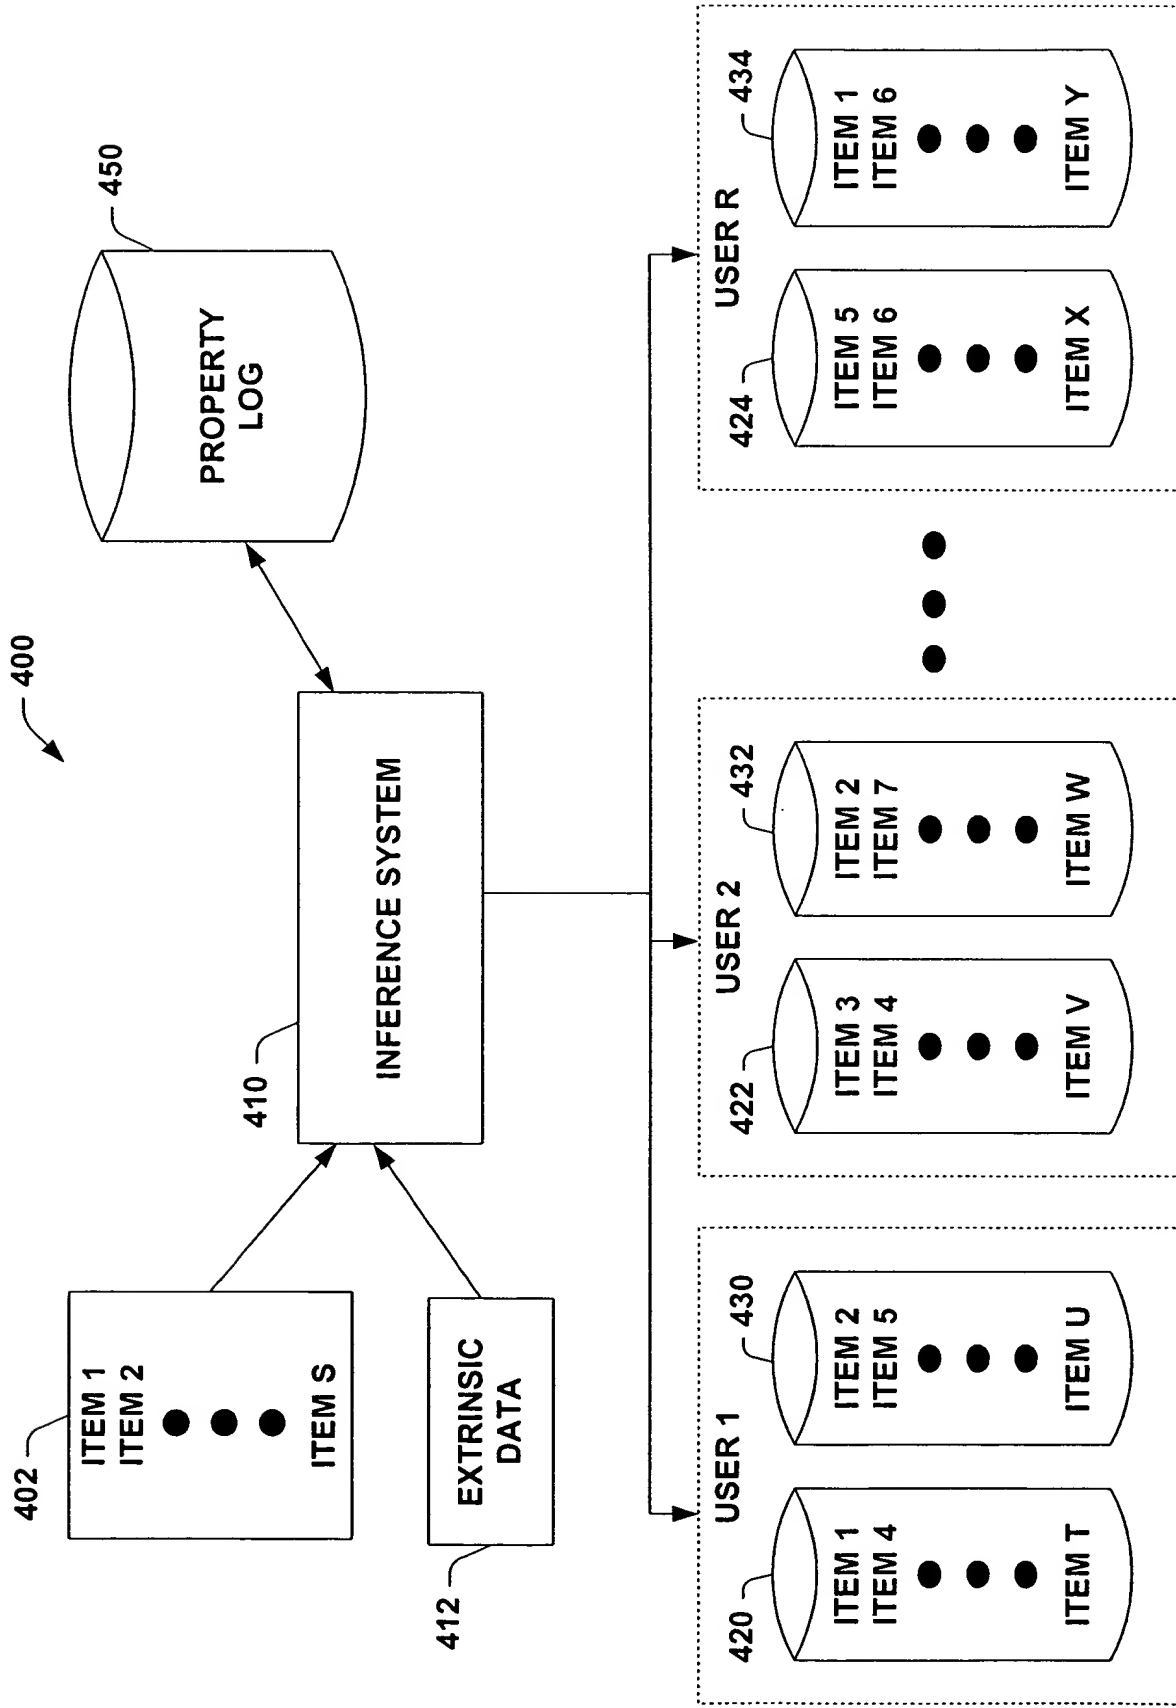 400
402
ITEM 1
ITEM 2
ITEM S
412
EXTRINSIC
DATA
410
INFERENCE SYSTEM
450
PROPERTY
LOG
USER 1
420
ITEM 1
ITEM 4
ITEM T
430
ITEM 2
ITEM 5
ITEM U
USER 2
422
ITEM 3
ITEM 4
ITEM V
432
ITEM 2
ITEM 7
ITEM W
USER R
424
ITEM 5
ITEM 6
ITEM X
434
ITEM 1
ITEM 6
ITEM Y